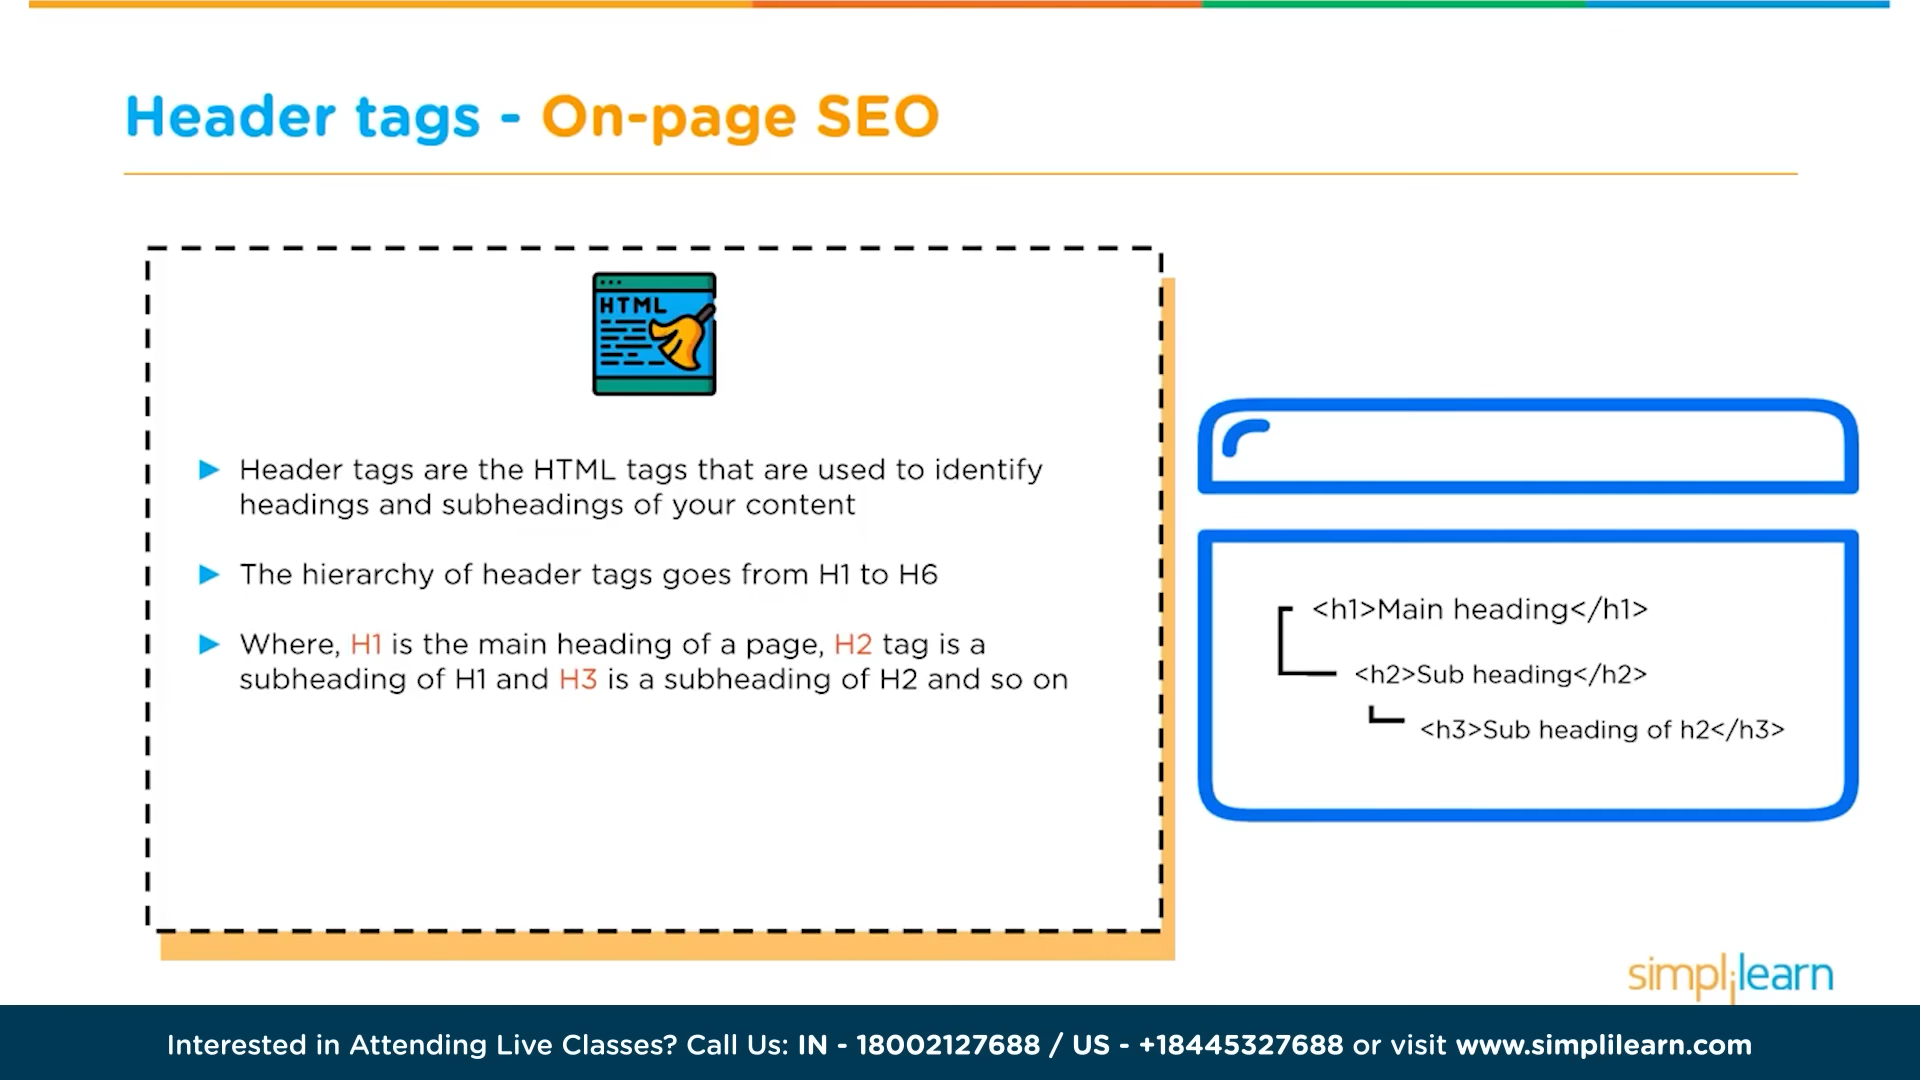 Header tags - On-page SEO
HTML
Header tags are the HTML tags that are used to identify
headings and subheadings of your content
The hierarchy of header tags goes from H1 to H6
Where, H1 is the main heading of a page, H2 tag is a
subheading of H1 and H3 is a subheading of H2 and so on
<h1>Main heading</h1>
<h2>Sub heading</h2>
<h3>Sub heading of h2</h3>
simplilearn
Interested in Attending Live Classes? Call Us: IN - 18002127688 / US - +18445327688 or visit www.simplilearn.com